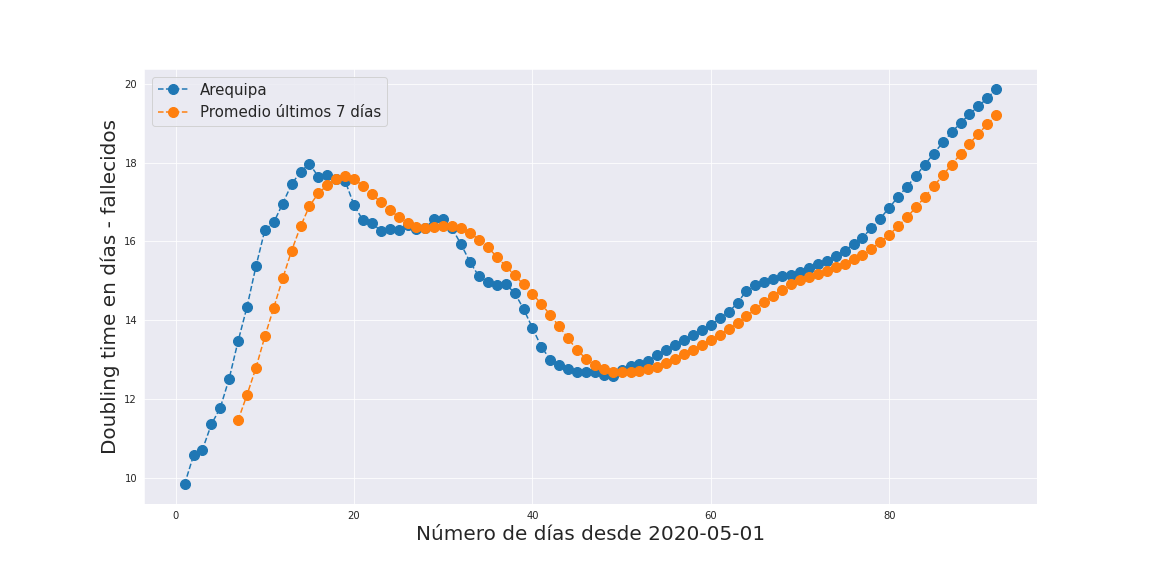 Arequipa
Promedio últimos 7 días
Doubling time en días - fallecidos
20
18
16
14
12
10
0
20
40
60
80
Número de días desde 2020-05-01